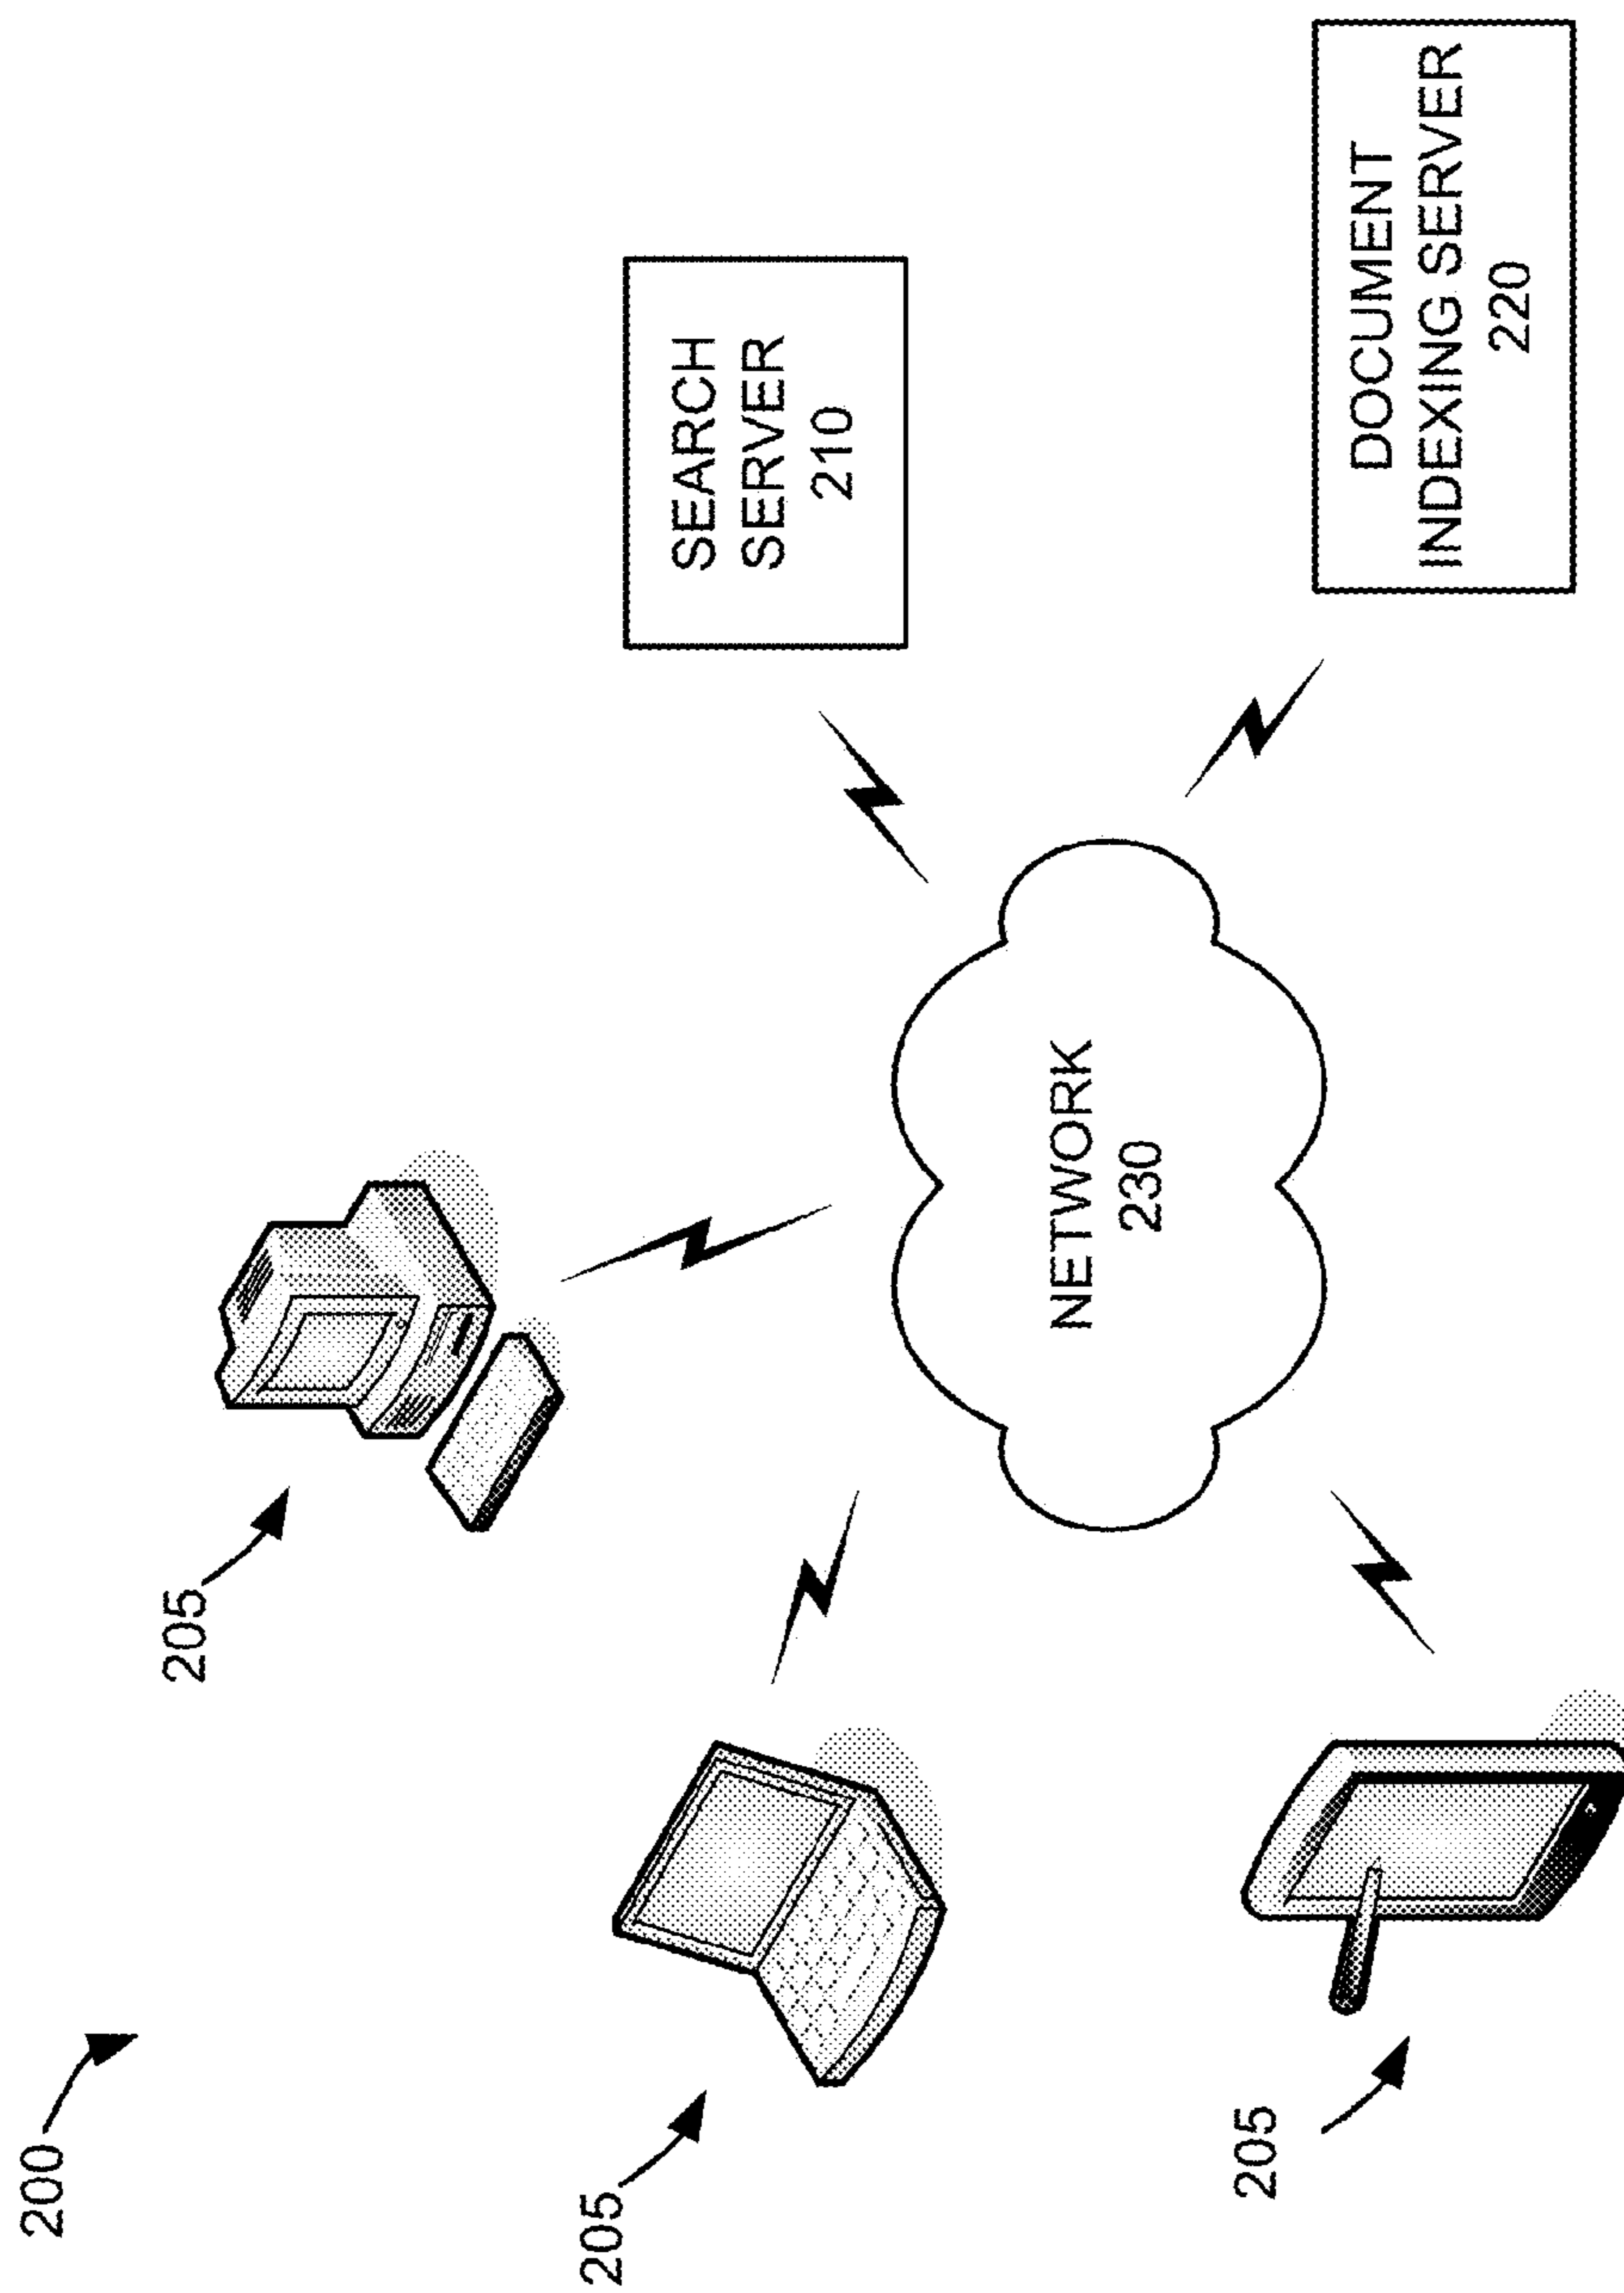 200
205
205
205
SEARCH
SERVER
210
NETWORK
230
DOCUMENT
INDEXING SERVER
220